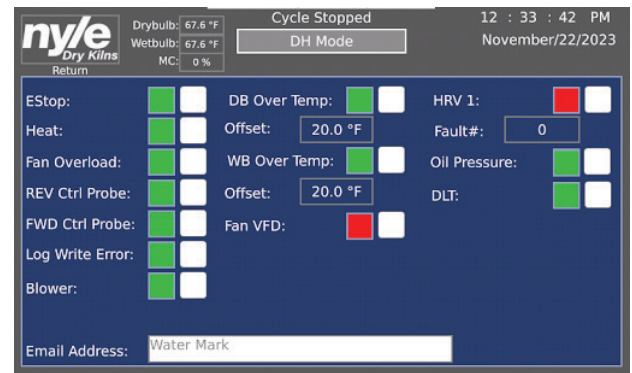 nyle
Dry Kilns
Return
Drybulb: 67.6 °F
Wetbulb: 67.6 °F
MC: 0 %
Cycle Stopped
DH Mode
12 : 33 : 42 PM
November/22/2023
EStop:
Heat:
Fan Overload:
REV Ctrl Probe:
FWD Ctrl Probe:
Log Write Error:
Blower:
DB Over Temp:
Offset: 20.0 °F
WB Over Temp:
Offset: 20.0 °F
Fan VFD:
HRV 1:
Fault#: 0
Oil Pressure:
DLT:
Email Address: Water Mark